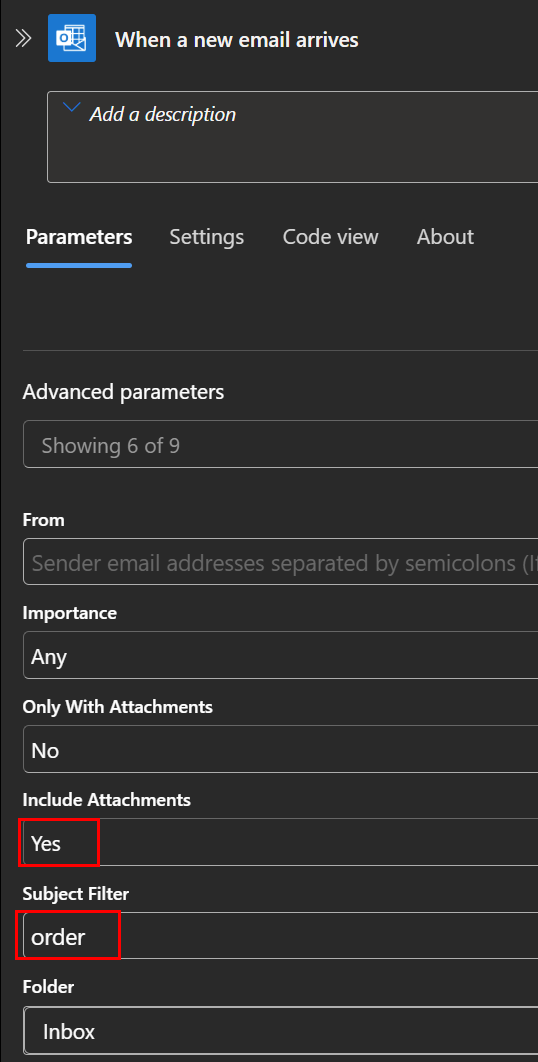 When a new email arrives
Add a description
Parameters Settings Code view About
Advanced parameters
Showing 6 of 9
From
Sender email addresses separated by semicolons (If
Importance
Any
Only With Attachments
No
Include Attachments
Yes
Subject Filter
order
Folder
Inbox